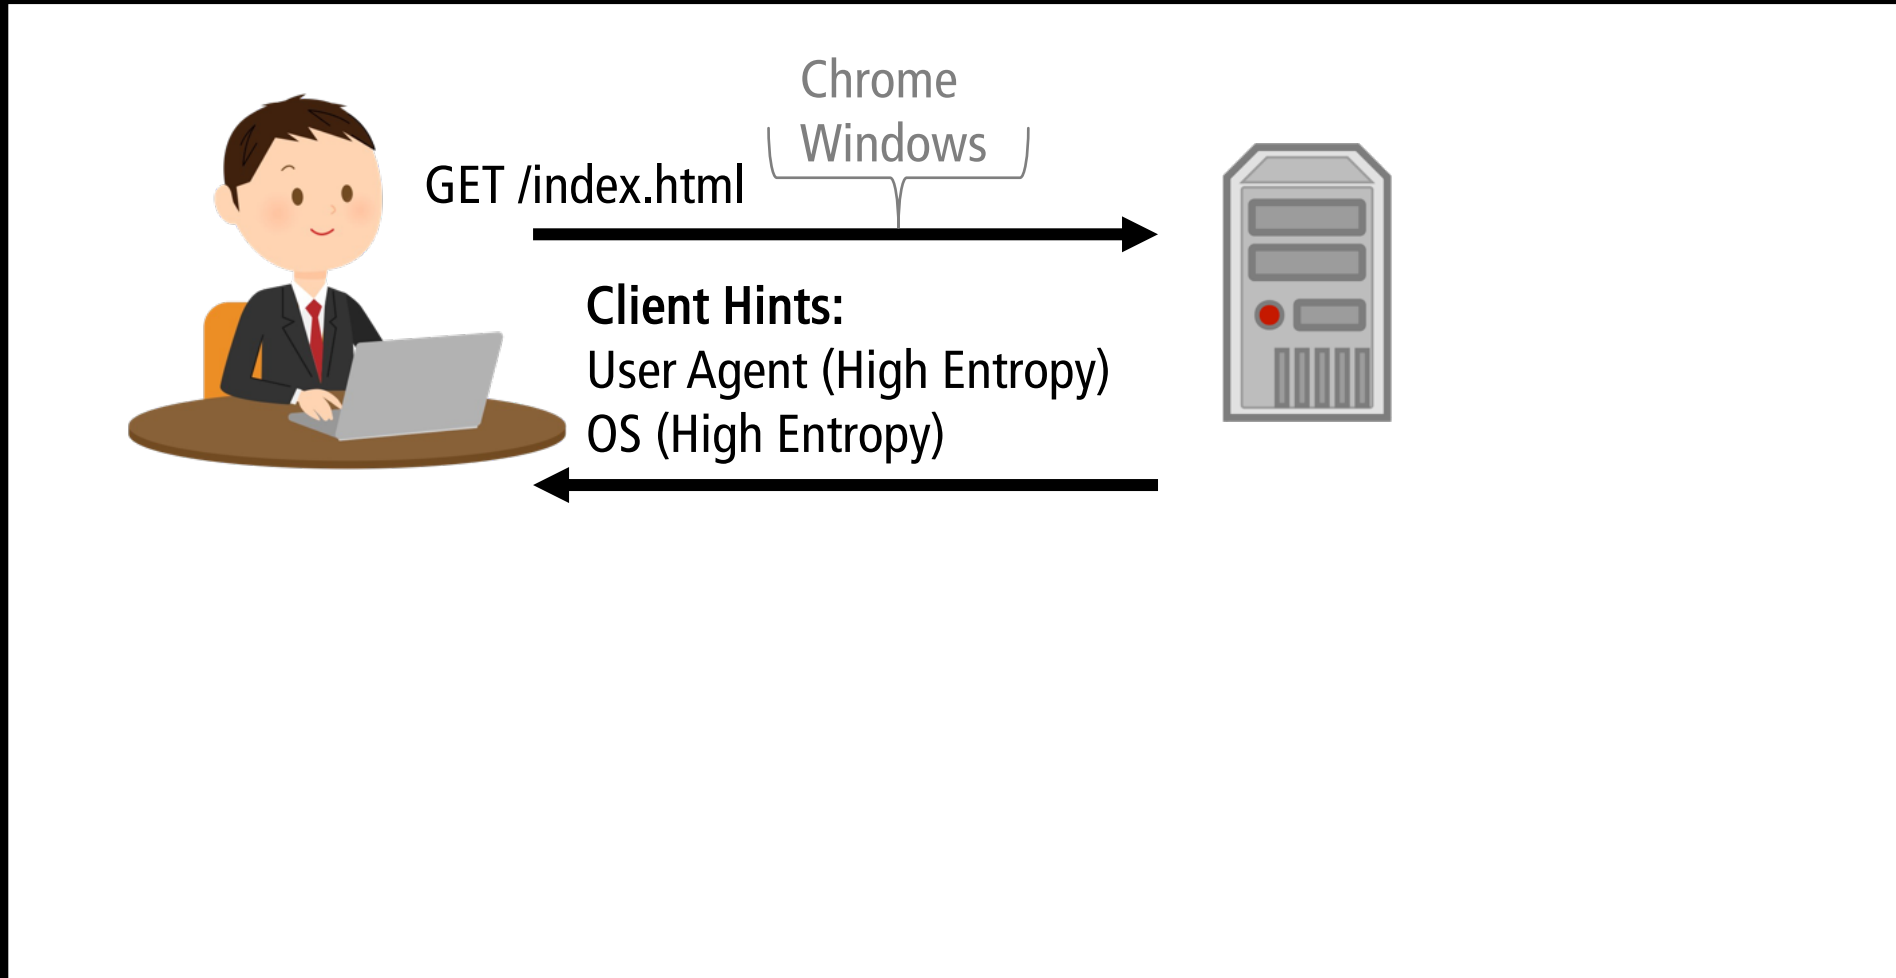 Chrome
Windows
GET /index.html
Client Hints:
User Agent (High Entropy)
OS (High Entropy)